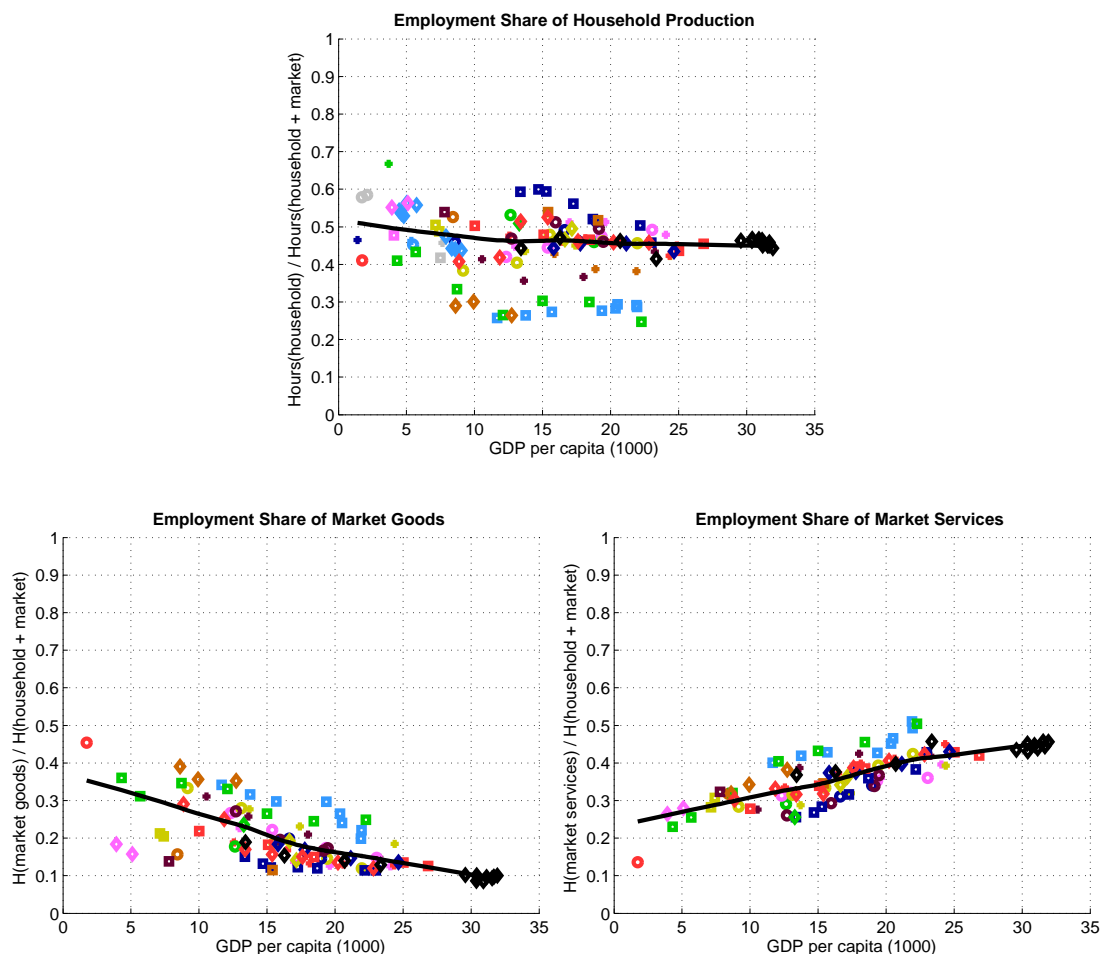 Employment Share of Household Production
Hours(household) / Hours(household + market)
1
0.9
0.8
0.7
0.6
0.5
0.4
0.3
0.2
0.1
0
0 5 10 15 20 25 30 35
GDP per capita (1000)
Employment Share of Market Goods
H(market goods) / H(household + market)
1
0.9
0.8
0.7
0.6
0.5
0.4
0.3
0.2
0.1
0
0 5 10 15 20 25 30 35
GDP per capita (1000)
Employment Share of Market Services
H(market services) / H(household + market)
1
0.9
0.8
0.7
0.6
0.5
0.4
0.3
0.2
0.1
0
0 5 10 15 20 25 30 35
GDP per capita (1000)